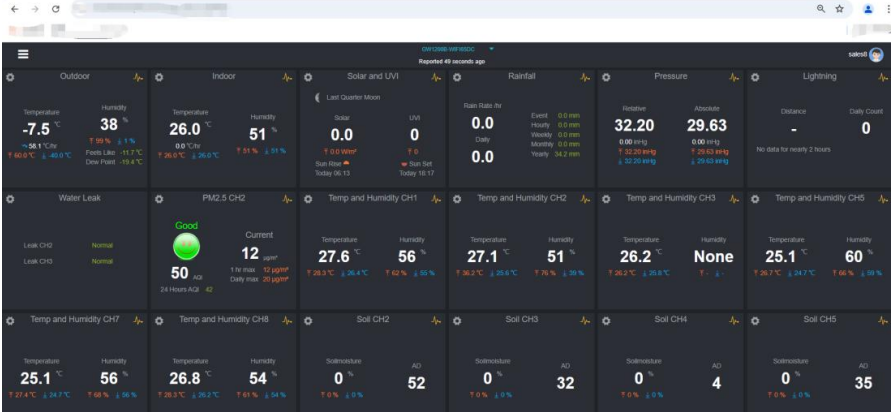 GW1200B-WIFI85DC
Reported 49 seconds ago
sales8
Outdoor
Temperature
Humidity
-7.5 °C
38 %
56.1 °C/hr
↑ 99 % ↓ 1 %
Feels Like -11.7 °C
Dew Point -19.4 °C
↑ 60.0 °C ↓ -40.0 °C
Indoor
Temperature
Humidity
26.0 °C
51 %
0.0 °C/hr
↑ 26.0 °C ↓ 26.0 °C
↑ 51 % ↓ 51 %
Solar and UVI
Last Quarter Moon
Solar
UVI
0.0
0
↑ 0.0 W/m²
↑ 0
Sun Rise
Today 06:13
Sun Set
Today 18:17
Rainfall
Rain Rate /hr
0.0
Daily
0.0
Event 0.0 mm
Hourly 0.0 mm
Weekly 0.0 mm
Monthly 0.0 mm
Yearly 34.2 mm
Pressure
Relative
Absolute
32.20
29.63
0.00 inHg
0.00 inHg
↑ 32.20 inHg
↑ 29.63 inHg
↓ 32.20 inHg
↓ 29.63 inHg
Lightning
Distance
Daily Count
-
0
No data for nearly 2 hours
Water Leak
Leak CH2 Normal
Leak CH3 Normal
PM2.5 CH2
Good
50 AQI
24 Hours AQI 42
Current
12 µg/m³
1 hr max 12 µg/m³
Daily max 20 µg/m³
Temp and Humidity CH1
Temperature
Humidity
27.6 °C
56 %
↑ 28.3 °C ↓ 26.4 °C
↑ 62 % ↓ 55 %
Temp and Humidity CH2
Temperature
Humidity
27.1 °C
51 %
↑ 36.2 °C ↓ 25.8 °C
↑ 76 % ↓ 39 %
Temp and Humidity CH3
Temperature
Humidity
26.2 °C
None
↑ 26.2 °C ↓ 25.8 °C
↑ - ↓ -
Temp and Humidity CH5
Temperature
Humidity
25.1 °C
60 %
↑ 26.7 °C ↓ 24.7 °C
↑ 66 % ↓ 59 %
Temp and Humidity CH7
Temperature
Humidity
25.1 °C
56 %
↑ 27.4 °C ↓ 24.7 °C
↑ 68 % ↓ 56 %
Temp and Humidity CH8
Temperature
Humidity
26.8 °C
54 %
↑ 28.3 °C ↓ 26.2 °C
↑ 61 % ↓ 54 %
Soil CH2
Soilmoisture
AD
0 %
52
↑ 0 % ↓ 0 %
Soil CH3
Soilmoisture
AD
0 %
32
↑ 0 % ↓ 0 %
Soil CH4
Soilmoisture
AD
0 %
4
↑ 0 % ↓ 0 %
Soil CH5
Soilmoisture
AD
0 %
35
↑ 0 % ↓ 0 %